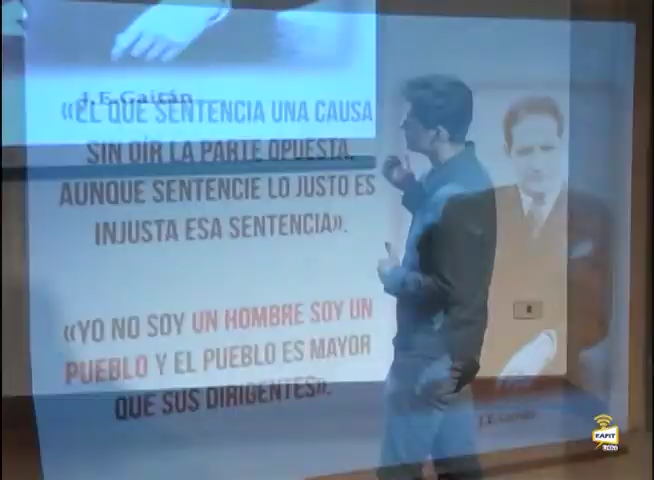 J.E.Gaitán
«EL QUE SENTENCIA UNA CAUSA
SIN OÍR LA PARTE OPUESTA,
AUNQUE SENTENCIE LO JUSTO ES
INJUSTA ESA SENTENCIA».
«YO NO SOY UN HOMBRE SOY UN
PUEBLO Y EL PUEBLO ES MAYOR
QUE SUS DIRIGENTES».
J.E.Gaitán
EAFIT